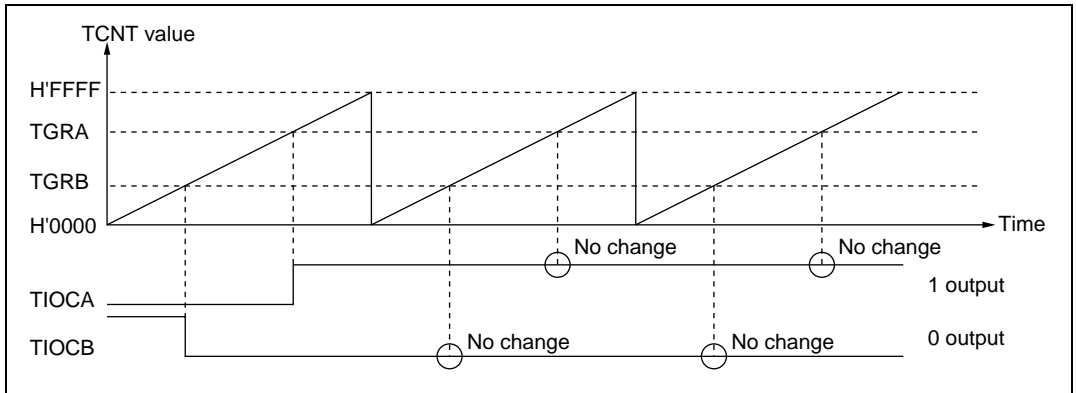 TCNT value
H'FFFF
TGRA
TGRB
H'0000
Time
No change
No change
TIOCA
1 output
No change
No change
TIOCB
0 output